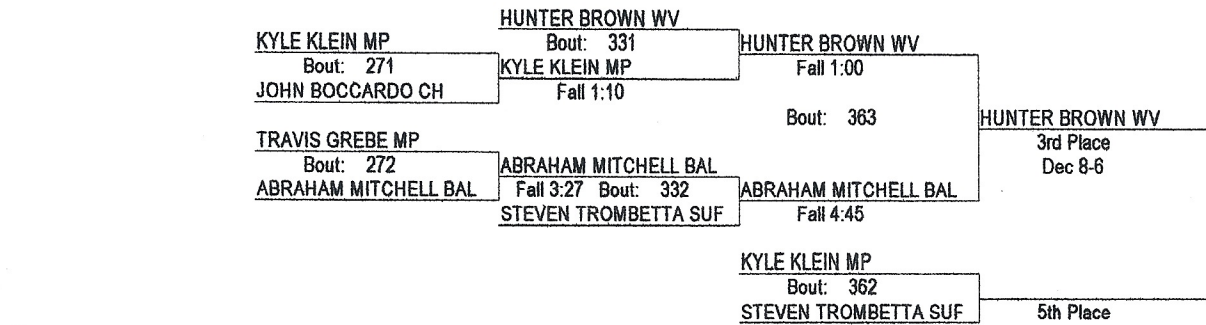 HUNTER BROWN WV
KYLE KLEIN MP
Bout: 331
HUNTER BROWN WV
Bout: 271
KYLE KLEIN MP
Fall 1:00
JOHN BOCCARDO CH
Fall 1:10
Bout: 363
HUNTER BROWN WV
TRAVIS GREBE MP
3rd Place
Bout: 272
ABRAHAM MITCHELL BAL
Dec 8-6
ABRAHAM MITCHELL BAL
Fall 3:27 Bout: 332
ABRAHAM MITCHELL BAL
STEVEN TROMBETTA SUF
Fall 4:45
KYLE KLEIN MP
Bout: 362
STEVEN TROMBETTA SUF
5th Place